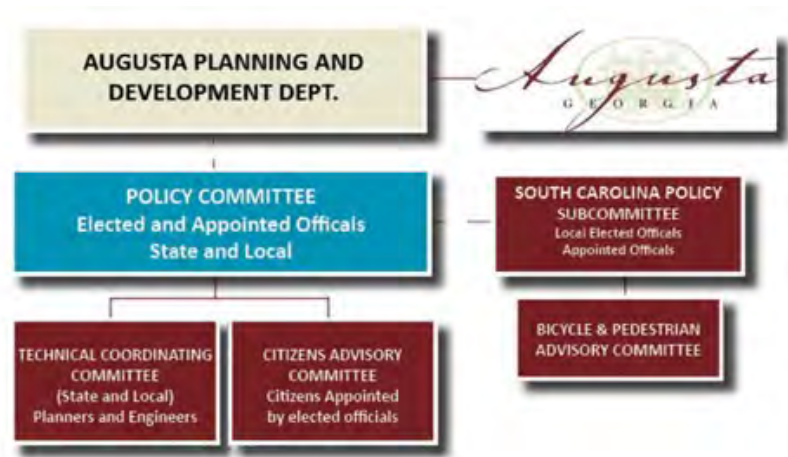 AUGUSTA PLANNING AND
DEVELOPMENT DEPT.
Augusta
GEORGIA
POLICY COMMITTEE
Elected and Appointed Officals
State and Local
SOUTH CAROLINA POLICY
SUBCOMMITTEE
Local Elected Officals
Appointed Officals
TECHNICAL COORDINATING
COMMITTEE
(State and Local)
Planners and Engineers
CITIZENS ADVISORY
COMMITTEE
Citizens Appointed
by elected officials
BICYCLE & PEDESTRIAN
ADVISORY COMMITTEE